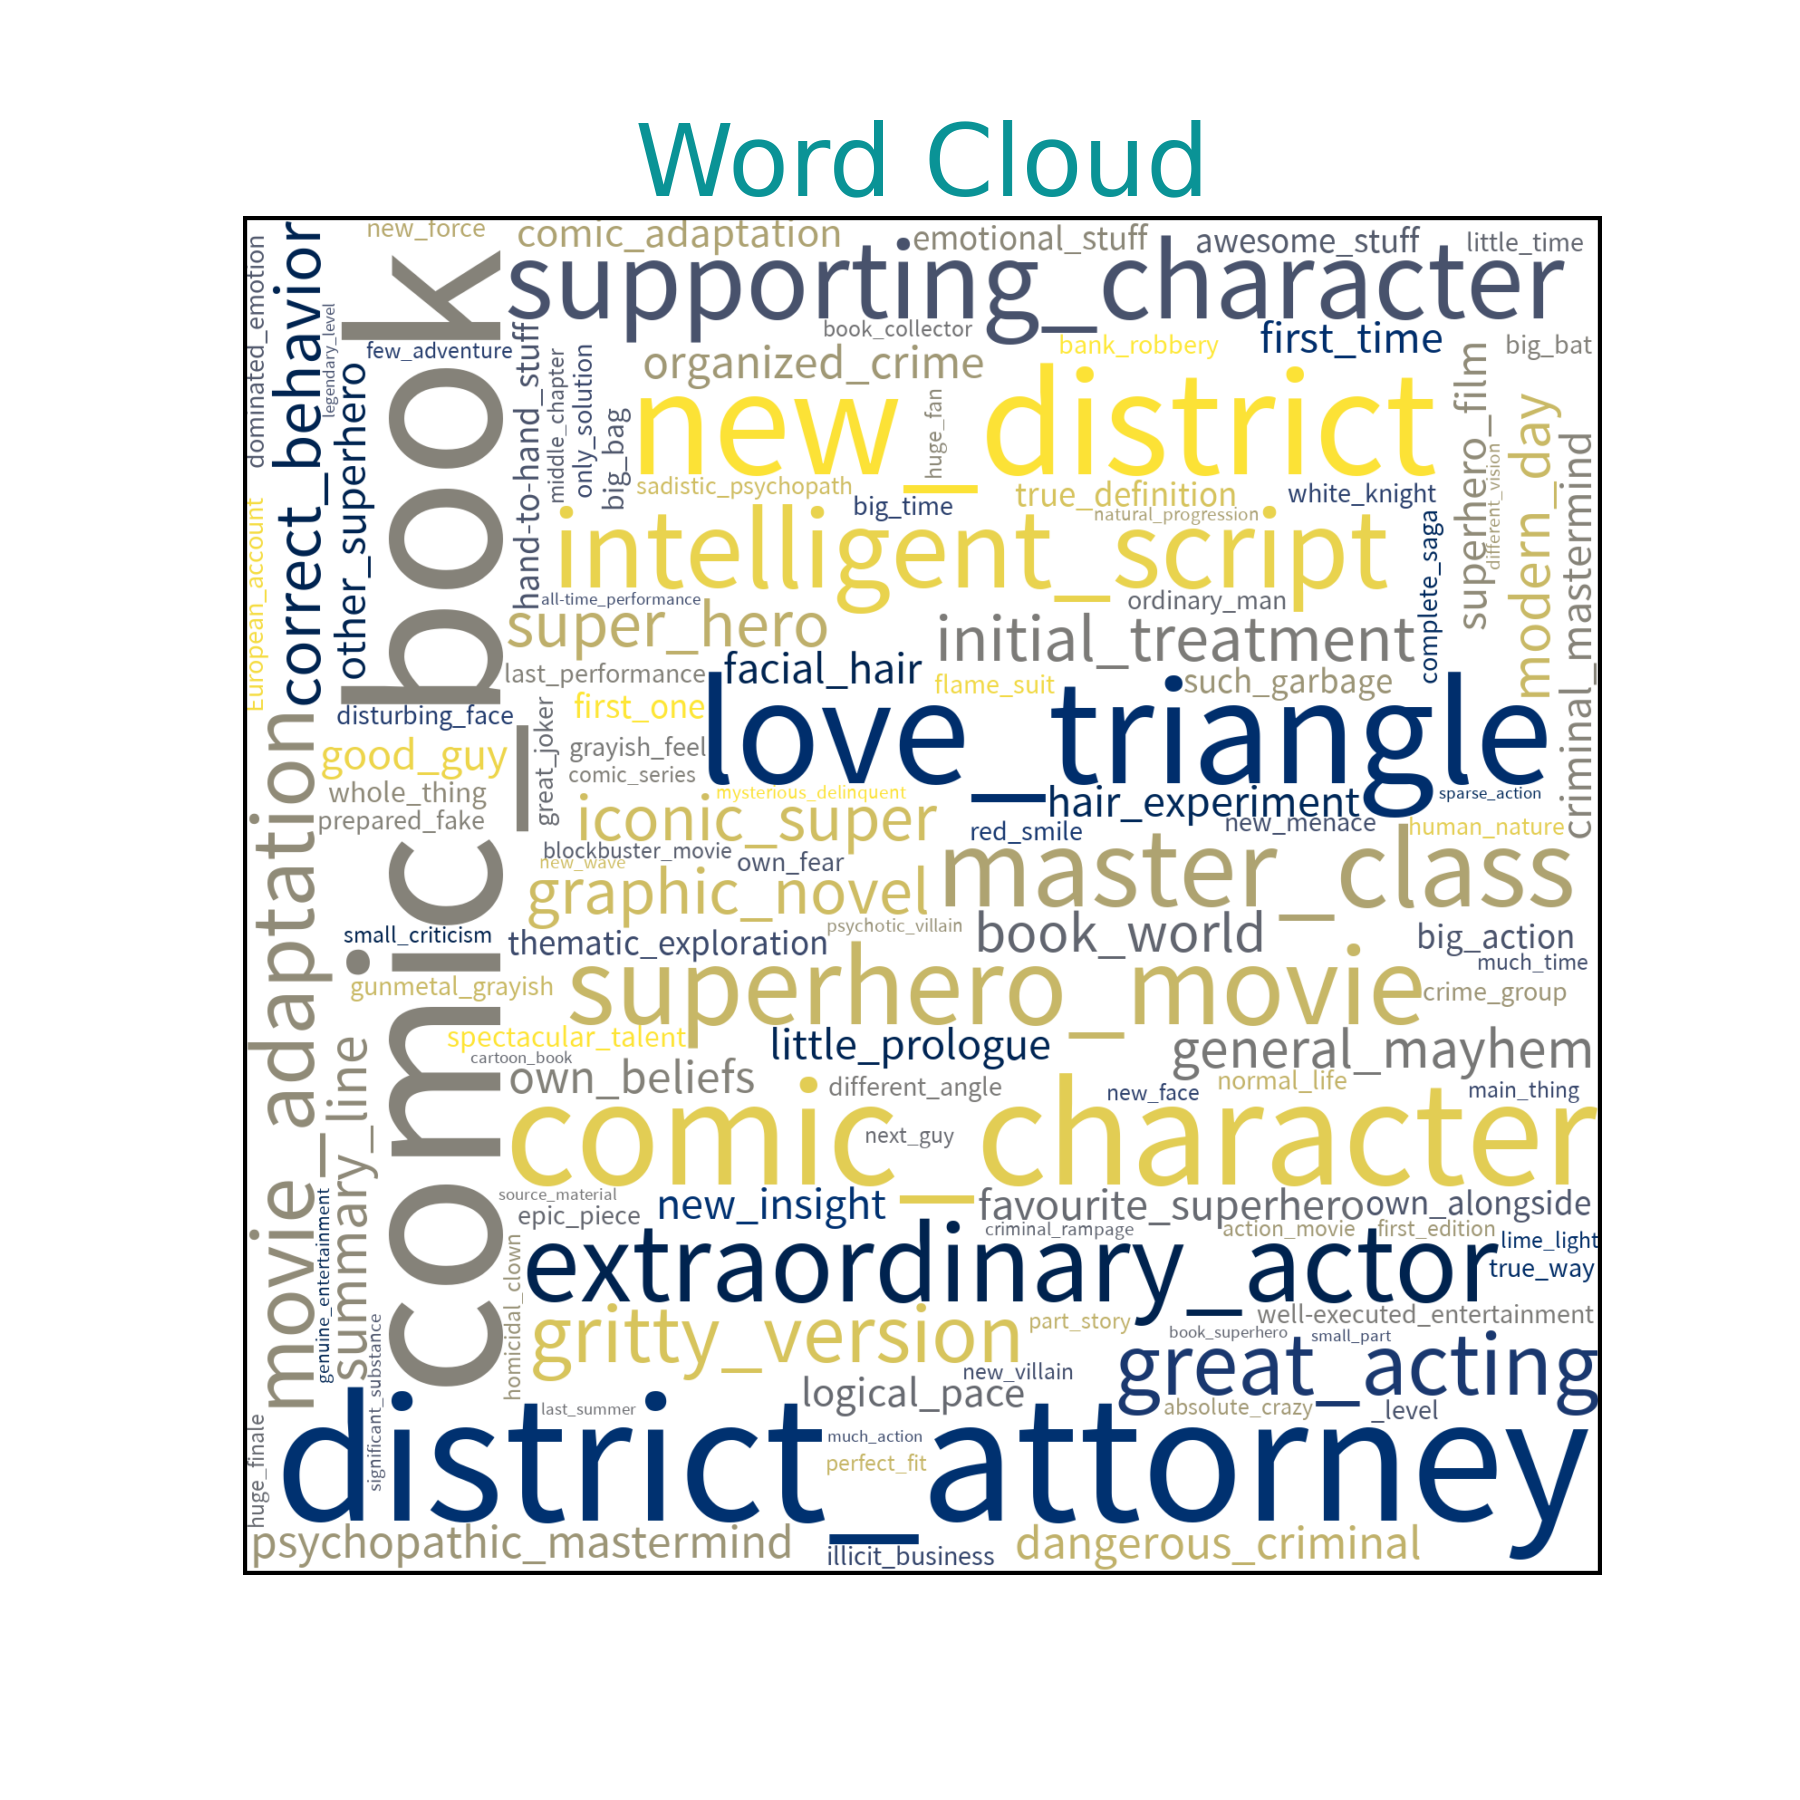 Word Cloud
new_force
comic_adaptation
emotional_stuff
awesome_stuff
little_time
supporting_character
dominated_emotion
correct_behavior
legendary_level
comic_book
few_adventure
book_collector
bank_robbery
first_time
big_bat
organized_crime
other_superhero
hand-to-hand_stuff
middle_chapter
only_solution
big_bag
huge_fan
new_district
superhero_film
different_vision
modern_day
criminal_mastermind
sadistic_psychopath
big_time
true_definition
white_knight
natural_progression
European_account
intelligent_script
complete_saga
all-time_performance
ordinary_man
super_hero
initial_treatment
last_performance
facial_hair
flame_suit
such_garbage
first_one
love_triangle
disturbing_face
great_joker
good_guy
grayish_feel
comic_series
whole_thing
prepared_fake
mysterious_delinquent
hair_experiment
sparse_action
iconic_super
red_smile
new_menace
human_nature
blockbuster_movie
new_wave
own_fear
master_class
movie_adaptation
graphic_novel
psychotic_villain
book_world
small_criticism
thematic_exploration
big_action
much_time
gunmetal_grayish
superhero_movie
crime_group
spectacular_talent
cartoon_book
little_prologue
general_mayhem
summary_line
own_beliefs
different_angle
new_face
normal_life
main_thing
comic_character
next_guy
source_material
epic_piece
new_insight
favourite_superhero
own_alongside
genuine_entertainment
criminal_rampage
action_movie
first_edition
lime_light
extraordinary_actor
true_way
homicidal_clown
gritty_version
part_story
well-executed_entertainment
book_superhero
small_part
significant_substance
new_villain
great_acting
logical_pace
last_summer
absolute_crazy
_level
huge_finale
district_attorney
much_action
perfect_fit
psychopathic_mastermind
illicit_business
dangerous_criminal